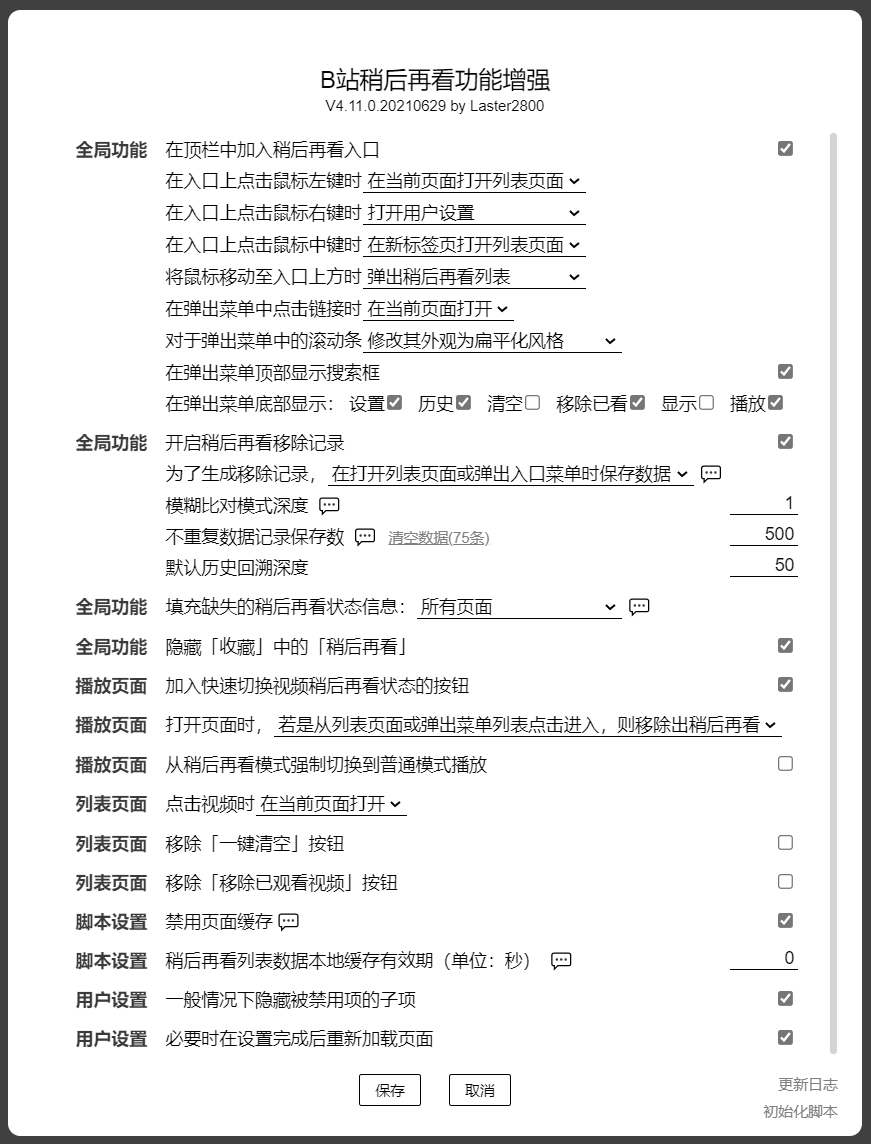 B站稍后再看功能增强
V4.11.0.20210629 by Laster2800
全局功能 在顶栏中加入稍后再看入口
在入口上点击鼠标左键时 在当前页面打开列表页面
在入口上点击鼠标右键时 打开用户设置
在入口上点击鼠标中键时 在新标签页打开列表页面
将鼠标移动至入口上方时 弹出稍后再看列表
在弹出菜单中点击链接时 在当前页面打开
对于弹出菜单中的滚动条 修改其外观为扁平化风格
在弹出菜单顶部显示搜索框
在弹出菜单底部显示： 设置 历史 清空 移除已看 显示 播放
全局功能 开启稍后再看移除记录
为了生成移除记录， 在打开列表页面或弹出入口菜单时保存数据
模糊比对模式深度 1
不重复数据记录保存数 清空数据(75条) 500
默认历史回溯深度 50
全局功能 填充缺失的稍后再看状态信息： 所有页面
全局功能 隐藏「收藏」中的「稍后再看」
播放页面 加入快速切换视频稍后再看状态的按钮
播放页面 打开页面时， 若是从列表页面或弹出菜单列表点击进入，则移除出稍后再看
播放页面 从稍后再看模式强制切换到普通模式播放
列表页面 点击视频时 在当前页面打开
列表页面 移除「一键清空」按钮
列表页面 移除「移除已观看视频」按钮
脚本设置 禁用页面缓存
脚本设置 稍后再看列表数据本地缓存有效期（单位：秒） 0
用户设置 一般情况下隐藏被禁用项的子项
用户设置 必要时在设置完成后重新加载页面
保存 取消
更新日志
初始化脚本